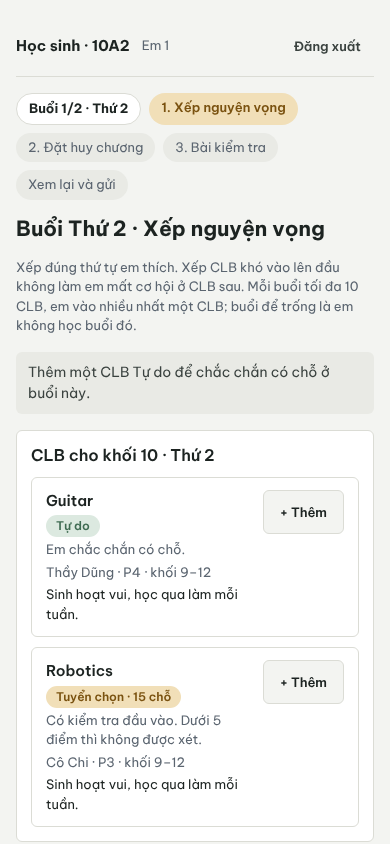 Học sinh · 10A2 Em 1 Đăng xuất
Buổi 1/2 · Thứ 2 1. Xếp nguyện vọng
2. Đặt huy chương 3. Bài kiểm tra
Xem lại và gửi
Buổi Thứ 2 · Xếp nguyện vọng
Xếp đúng thứ tự em thích. Xếp CLB khó vào lên đầu
không làm em mất cơ hội ở CLB sau. Mỗi buổi tối đa 10
CLB, em vào nhiều nhất một CLB; buổi để trống là em
không học buổi đó.
Thêm một CLB Tự do để chắc chắn có chỗ ở
buổi này.
CLB cho khối 10 · Thứ 2
Guitar
+ Thêm
Tự do
Em chắc chắn có chỗ.
Thầy Dũng · P4 · khối 9–12
Sinh hoạt vui, học qua làm mỗi
tuần.
Robotics
+ Thêm
Tuyển chọn · 15 chỗ
Có kiểm tra đầu vào. Dưới 5
điểm thì không được xét.
Cô Chi · P3 · khối 9–12
Sinh hoạt vui, học qua làm mỗi
tuần.